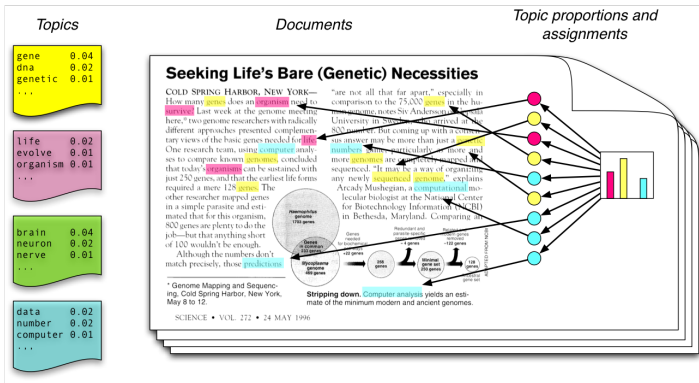 Topics
Documents
Topic proportions and
assignments
gene 0.04
dna 0.02
genetic 0.01
...
life 0.02
evolve 0.01
organism 0.01
...
brain 0.04
neuron 0.02
nerve 0.01
...
data 0.02
number 0.02
computer 0.01
...
Seeking Life's Bare (Genetic) Necessities
COLD SPRING HARBOR, NEW YORK—
How many genes does an organism need to
survive? Last week at the genome meeting
here,* two genome researchers with radically
different approaches presented complemen-
tary views of the basic genes needed for life.
One research team, using computer analy-
ses to compare known genomes, concluded
that today's organisms can be sustained with
just 250 genes, and that the earliest life forms
required a mere 128 genes. The
other researcher mapped genes
in a simple parasite and esti-
mated that for this organism,
800 genes are plenty to do the
job—but that anything short
of 100 wouldn't be enough.
Although the numbers don't
match precisely, those predictions
* Genome Mapping and Sequenc-
ing, Cold Spring Harbor, New York,
May 8 to 12.
"are not all that far apart," especially in
comparison to the 75,000 genes in the hu-
man genome, notes Siv Andersson
University in Sweden, who arrived at the
800 number. But coming up with a consen-
sus answer may be more than just a genetic
numbers game, particularly as more and
more genomes are completely mapped and
sequenced. "It may be a way of organizing
any newly sequenced genome," explains
Arcady Mushegian, a computational mo-
lecular biologist at the National Center
for Biotechnology Information (NCBI)
in Bethesda, Maryland. Comparing an
Haemophilus
genome
1703 genes
Genes
in common
233 genes
Mycoplasma
genome
469 genes
Genes
needed
for biochemical
+22 genes
Redundant and
parasite-specific
– 4 genes
removed
–122 genes
256
genes
Minimal
gene set
250 genes
128
genes
gene set
ADAPTED FROM NCBI
Stripping down. Computer analysis yields an esti-
mate of the minimum modern and ancient genomes.
SCIENCE • VOL. 272 • 24 MAY 1996